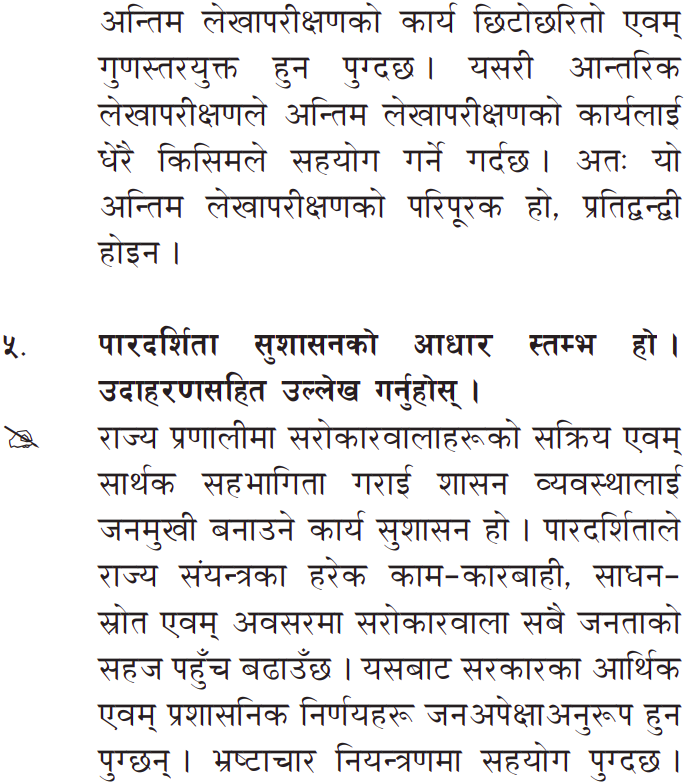 अन्तिम लेखापरीक्षणको कार्य छिटोछरितो एवम्
गुणस्तरयुक्त हुन पुग्दछ । यसरी आन्तरिक
लेखापरीक्षणले अन्तिम लेखापरीक्षणको कार्यलाई
धेरै किसिमले सहयोग गर्ने गर्दछ । अतः यो
अन्तिम लेखापरीक्षणको परिपूरक हो, प्रतिद्वन्द्वी
होइन ।
५. पारदर्शिता सुशासनको आधार स्तम्भ हो ।
उदाहरणसहित उल्लेख गर्नुहोस् ।
राज्य प्रणालीमा सरोकारवालाहरूको सक्रिय एवम्
सार्थक सहभागिता गराई शासन व्यवस्थालाई
जनमुखी बनाउने कार्य सुशासन हो । पारदर्शिताले
राज्य संयन्त्रका हरेक काम-कारबाही, साधन-
स्रोत एवम् अवसरमा सरोकारवाला सबै जनताको
सहज पहुँच बढाउँछ । यसबाट सरकारका आर्थिक
एवम् प्रशासनिक निर्णयहरू जनअपेक्षाअनुरूप हुन
पुग्छन् । भ्रष्टाचार नियन्त्रणमा सहयोग पुग्दछ ।